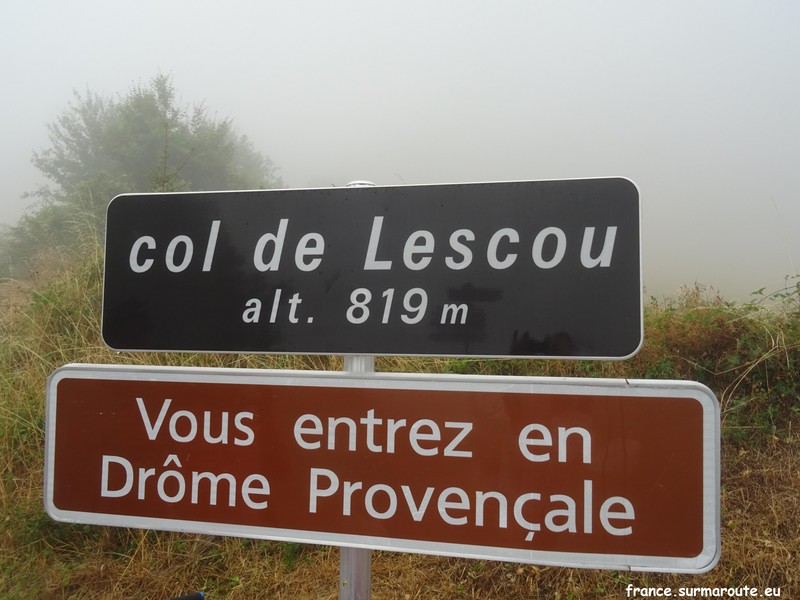 col de Lescou
alt. 819 m
Vous entrez en
Drôme Provençale
france.surmaroute.eu